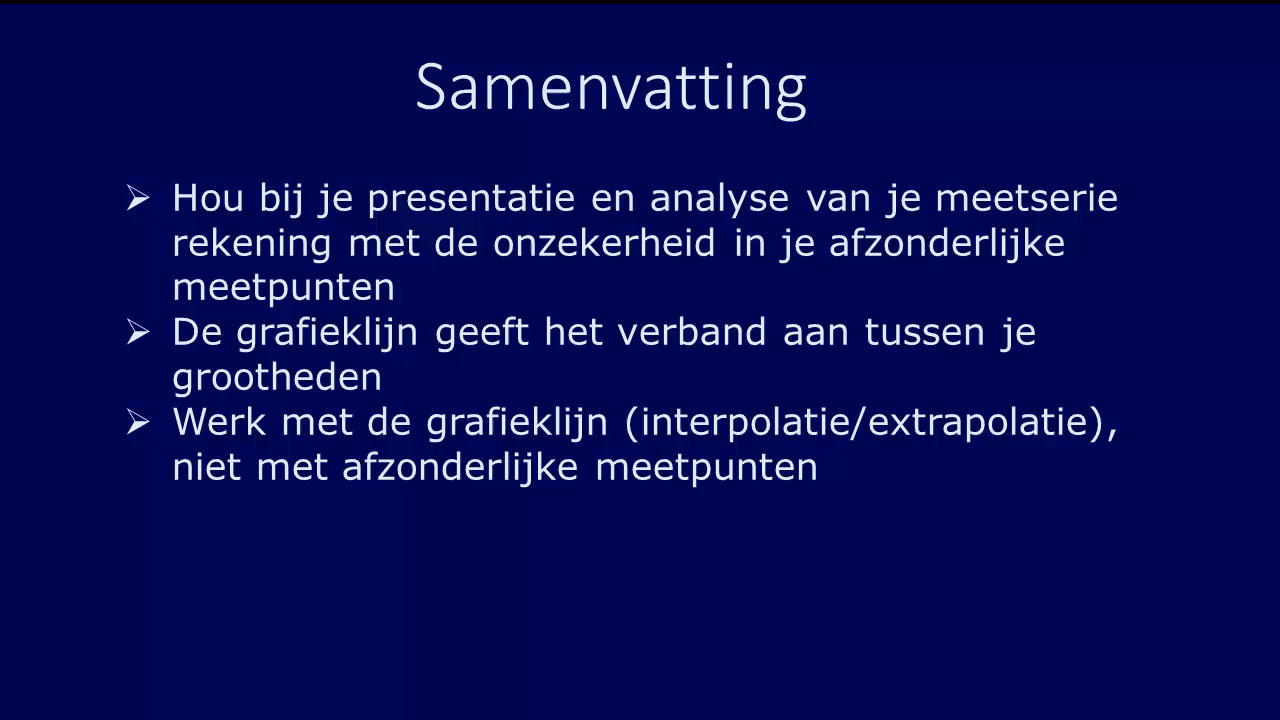 Samenvatting
➢ Hou bij je presentatie en analyse van je meetserie
rekening met de onzekerheid in je afzonderlijke
meetpunten
➢ De grafieklijn geeft het verband aan tussen je
grootheden
➢ Werk met de grafieklijn (interpolatie/extrapolatie),
niet met afzonderlijke meetpunten